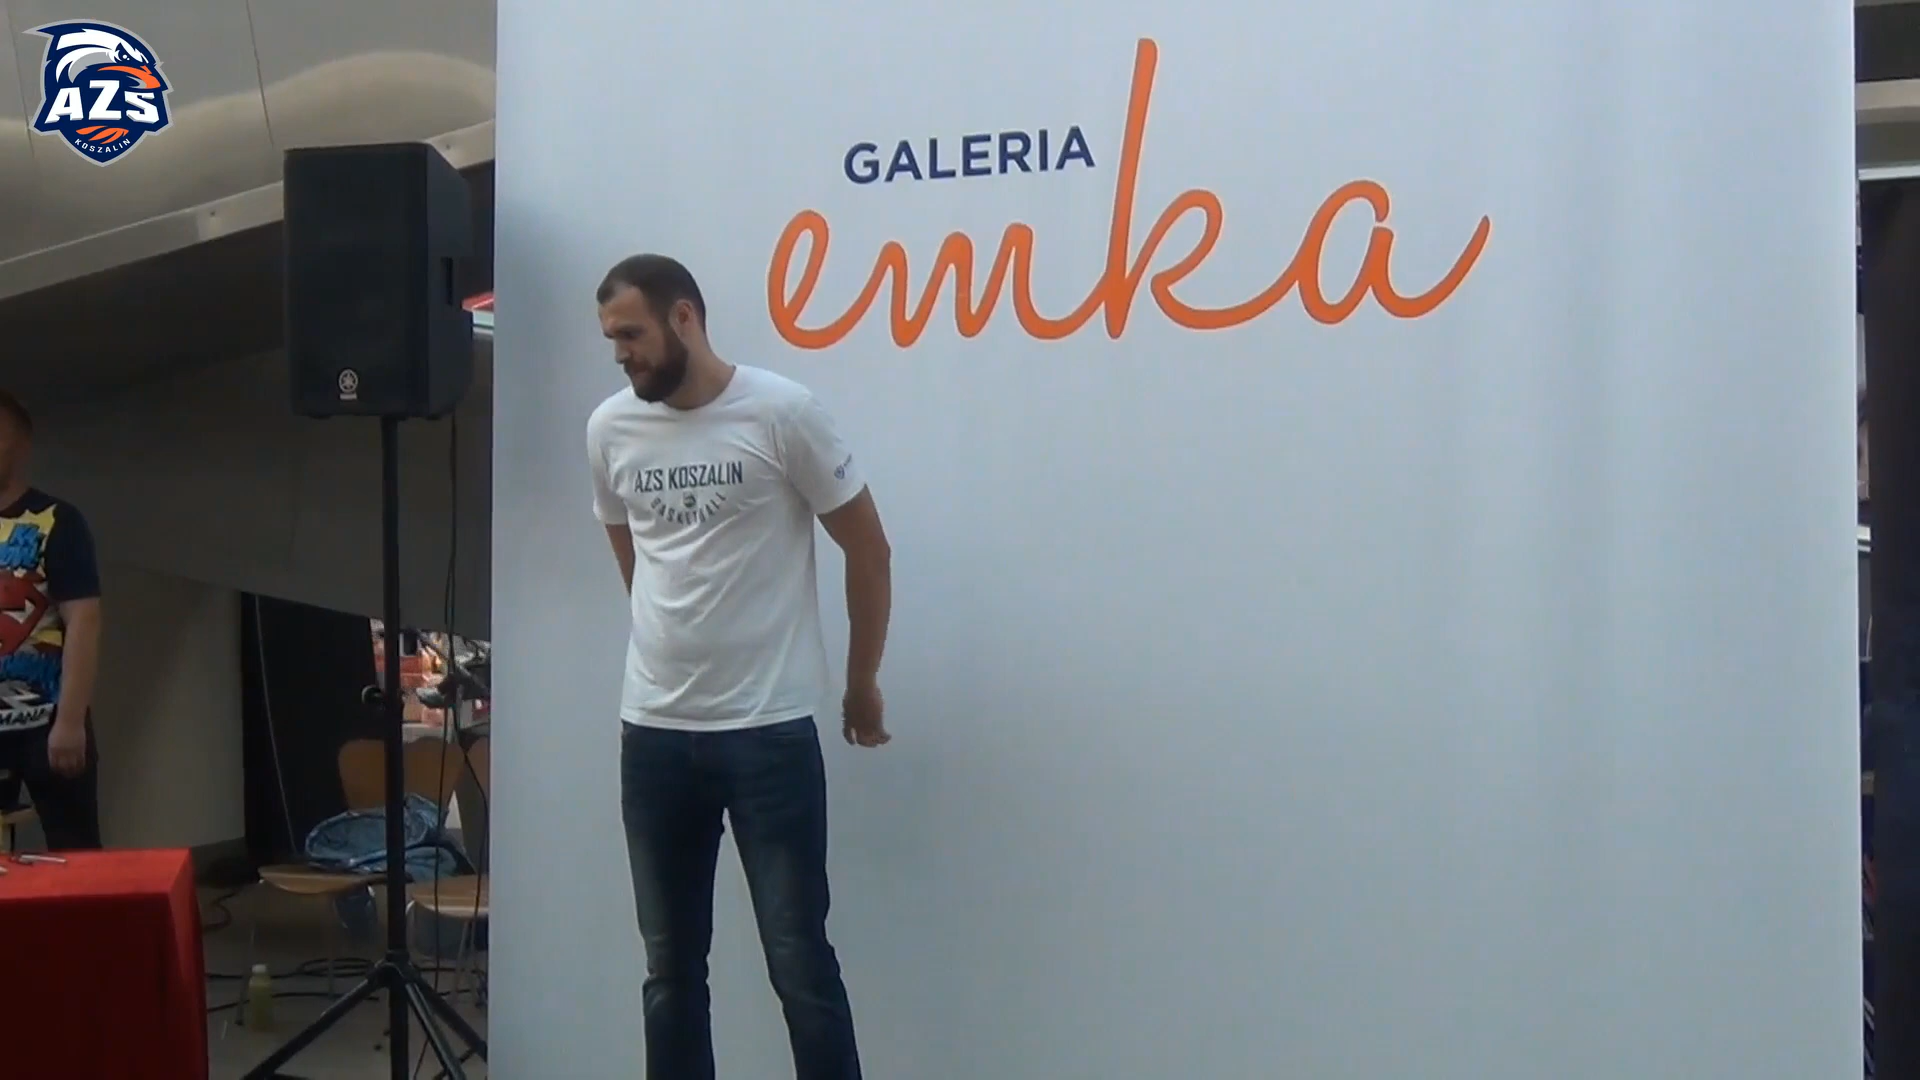 AZS
KOSZALIN
GALERIA
emka
AZS KOSZALIN
BASKETBALL